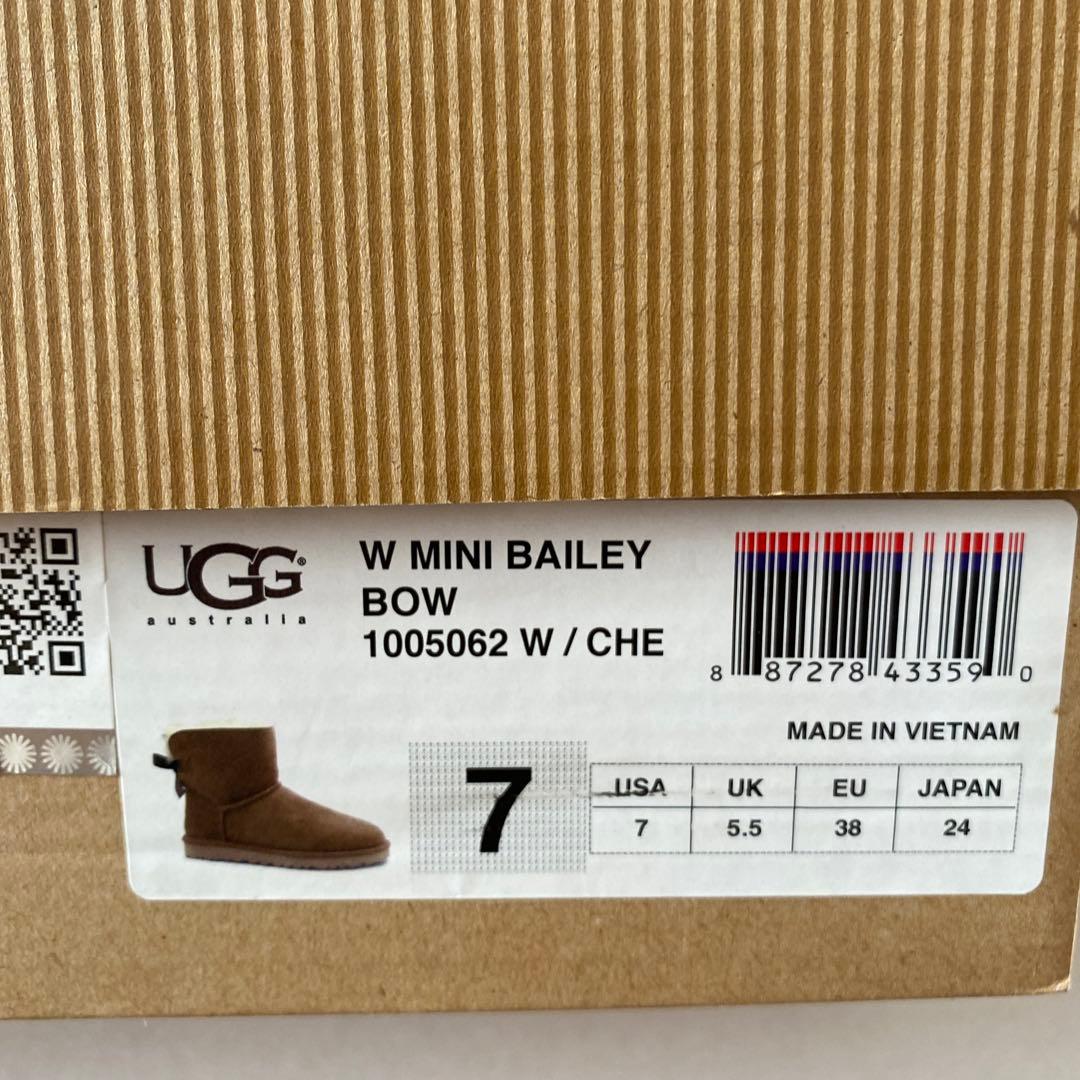 UGG®
australia
W MINI BAILEY
BOW
1005062 W / CHE
8 87278 43359 0
MADE IN VIETNAM
7
USA UK EU JAPAN
7 5.5 38 24